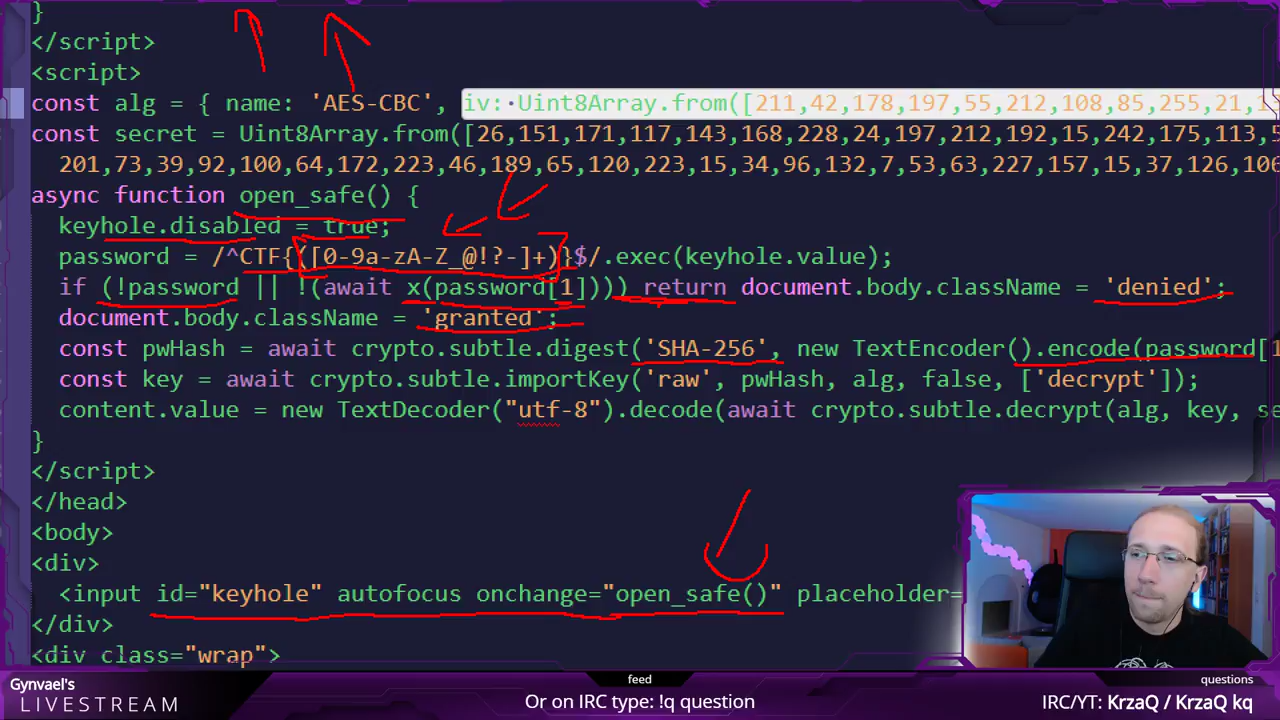 }
</script>
<script>
const alg = { name: 'AES-CBC', iv: Uint8Array.from([211,42,178,197,55,212,108,85,255,21,1
const secret = Uint8Array.from([26,151,171,117,143,168,228,24,197,212,192,15,242,175,113,5
201,73,39,92,100,64,172,223,46,189,65,120,223,15,34,96,132,7,53,63,227,157,15,37,126,106
async function open_safe() {
keyhole.disabled = true;
password = /^CTF{([0-9a-zA-Z_@!?-]+)}$/.exec(keyhole.value);
if (!password || !(await x(password[1]))) return document.body.className = 'denied';
document.body.className = 'granted';
const pwHash = await crypto.subtle.digest('SHA-256', new TextEncoder().encode(password[1
const key = await crypto.subtle.importKey('raw', pwHash, alg, false, ['decrypt']);
content.value = new TextDecoder("utf-8").decode(await crypto.subtle.decrypt(alg, key, se
}
</script>
</head>
<body>
<div>
<input id="keyhole" autofocus onchange="open_safe()" placeholder=
</div>
<div class="wrap">
Gynvael's
LIVESTREAM
feed
Or on IRC type: !q question
questions
IRC/YT: KrzaQ / KrzaQ kq